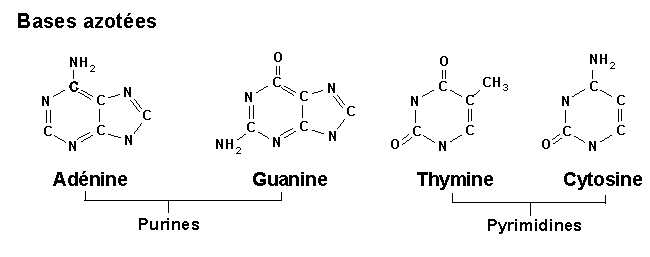 Bases azotées
NH₂
C
N
N C
C
C C
N
N
O
C
N
N C
C
C C
N
NH₂ N
O
C
CH₃
N C
C C
O N
NH₂
C
N C
C C
O N
Adénine Guanine Thymine Cytosine
Purines Pyrimidines